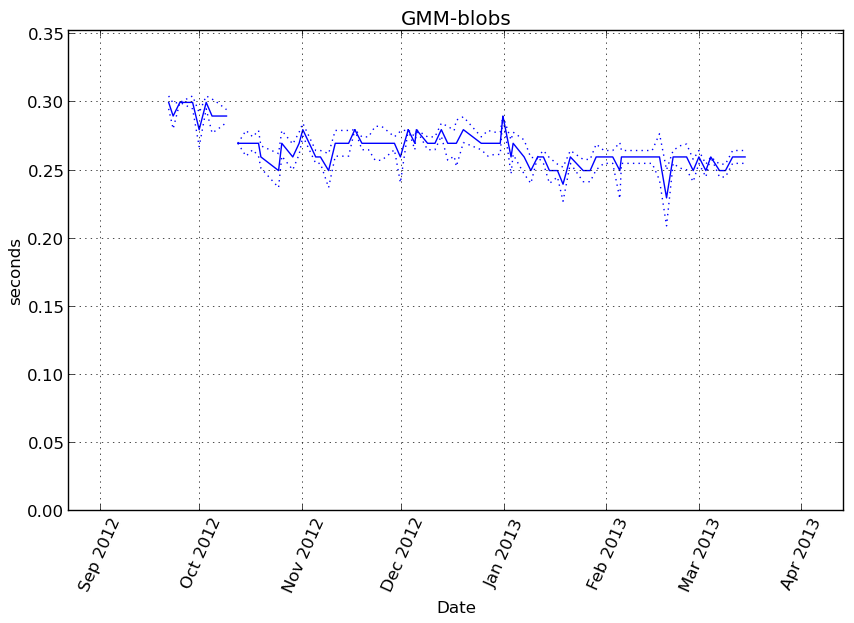 GMM-blobs
0.35
0.30
0.25
0.20
0.15
0.10
0.05
0.00
seconds
Sep 2012
Oct 2012
Nov 2012
Dec 2012
Jan 2013
Feb 2013
Mar 2013
Apr 2013
Date